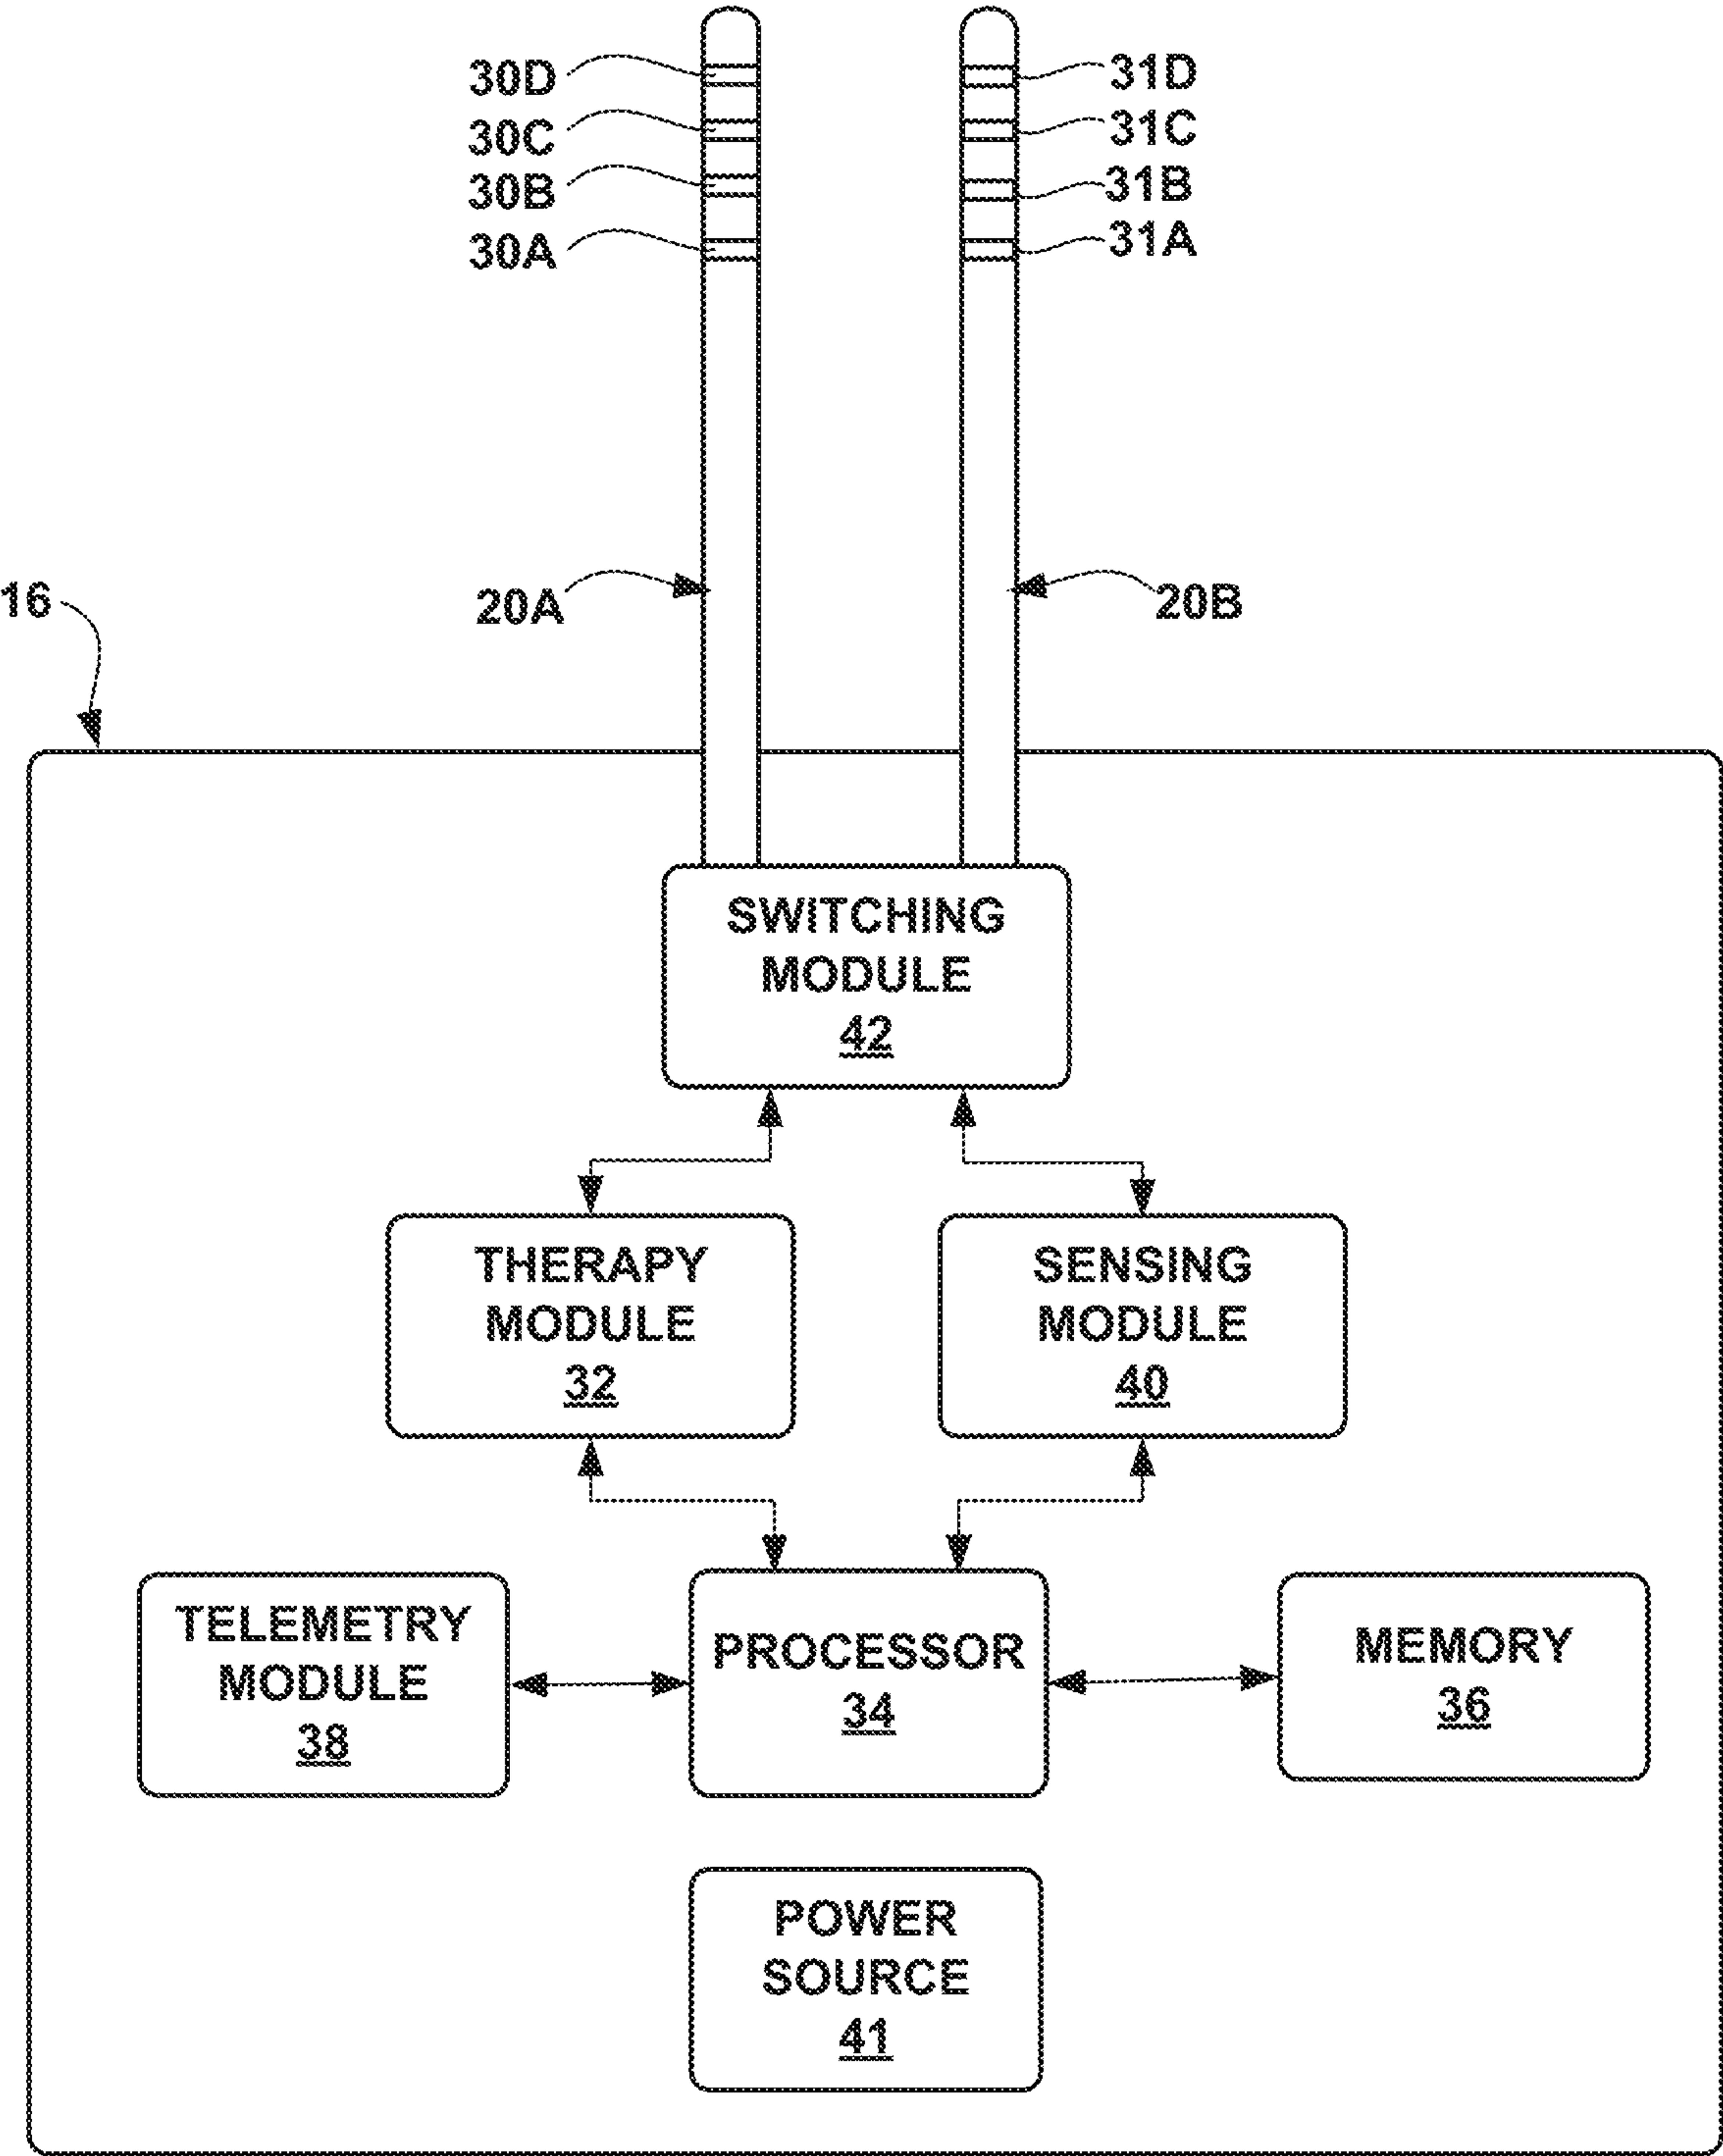 30D
31D
30C
31C
30B
31B
30A
31A
16
20A
20B
SWITCHING
MODULE
42
THERAPY
MODULE
32
SENSING
MODULE
40
TELEMETRY
MODULE
38
PROCESSOR
34
MEMORY
36
POWER
SOURCE
41